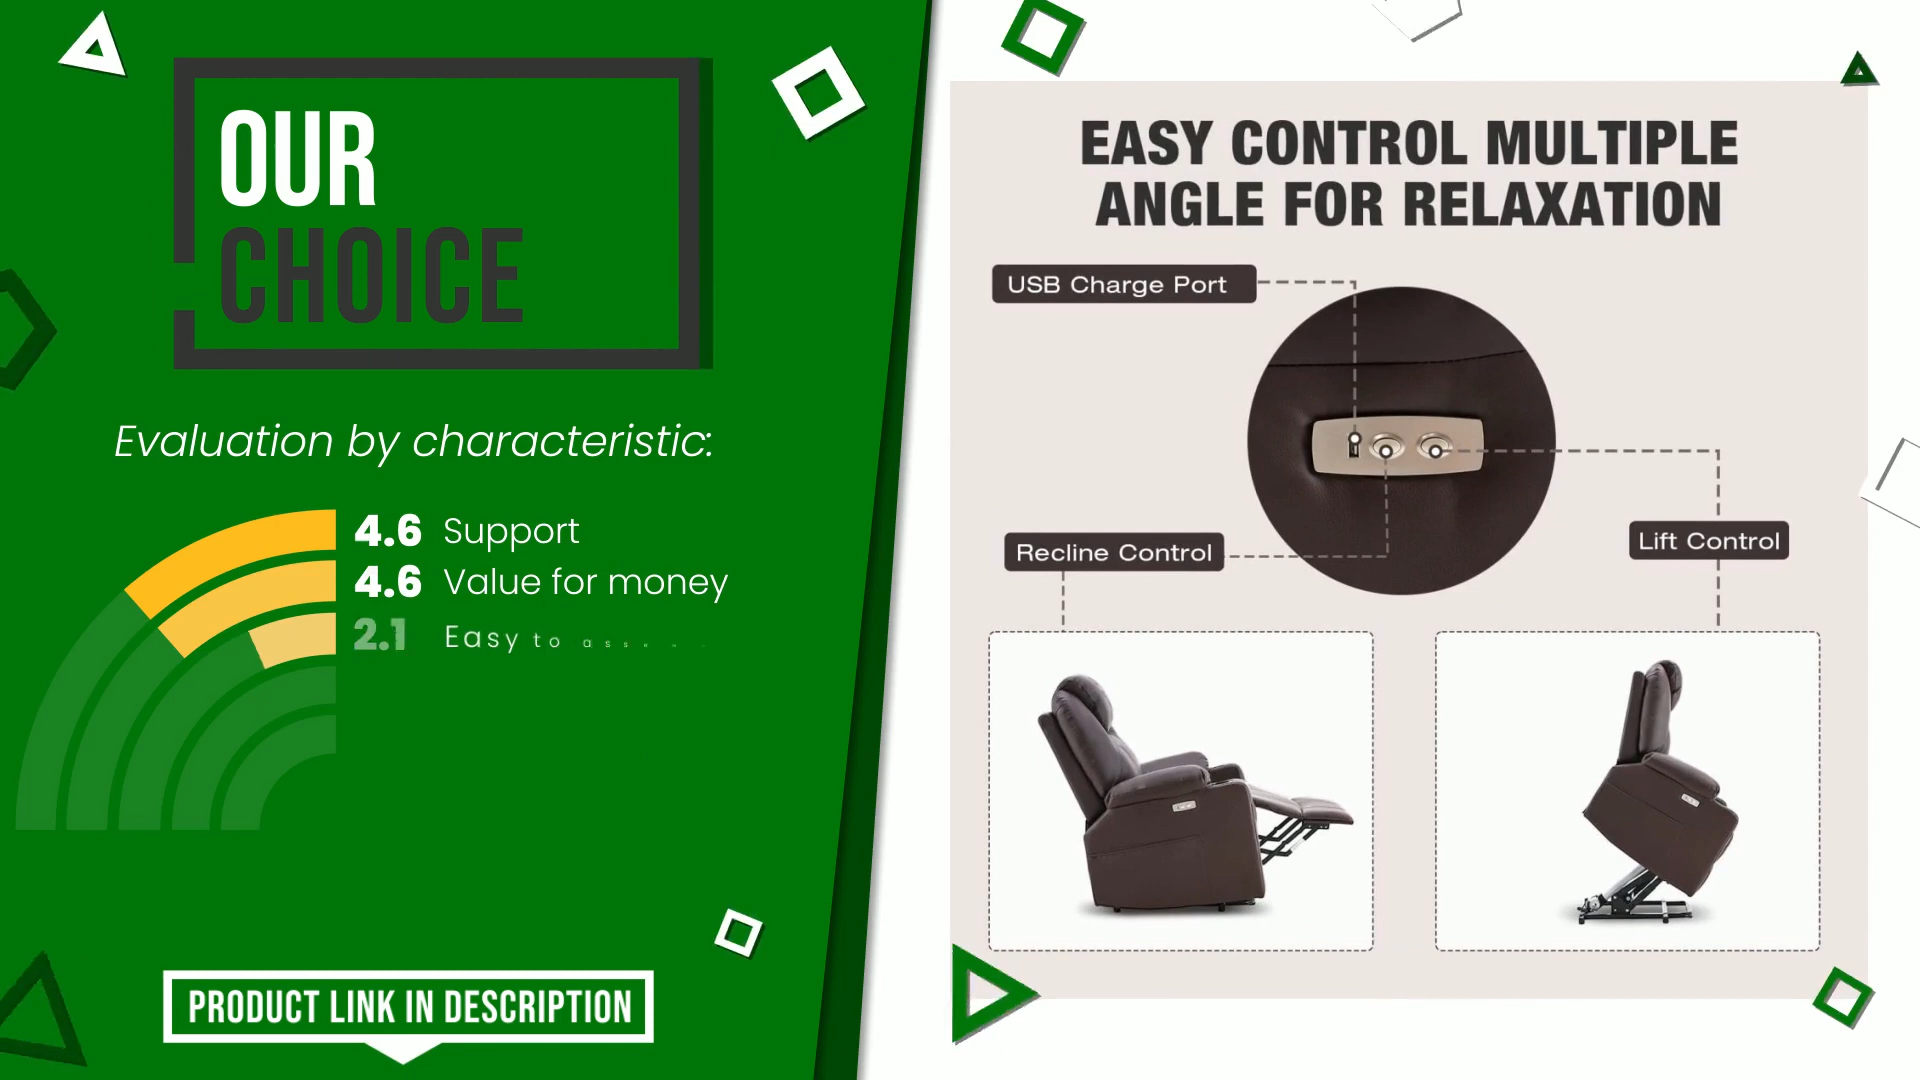 OUR
CHOICE
Evaluation by characteristic:
4.6 Support
4.6 Value for money
2.1 Easy to
PRODUCT LINK IN DESCRIPTION
EASY CONTROL MULTIPLE
ANGLE FOR RELAXATION
USB Charge Port
Recline Control
Lift Control